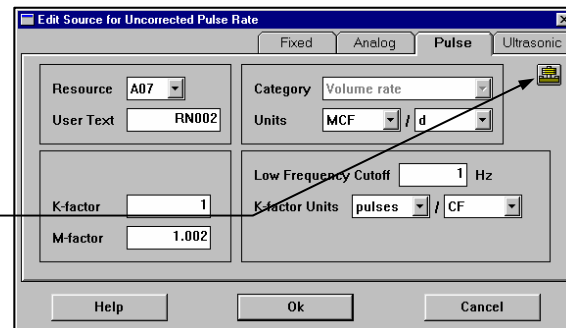 Edit Source for Uncorrected Pulse Rate
Fixed Analog Pulse Ultrasonic
Resource A07
User Text RN002
Category Volume rate
Units MCF / d
K-factor 1
M-factor 1.002
Low Frequency Cutoff 1 Hz
K-factor Units pulses / CF
Help Ok Cancel